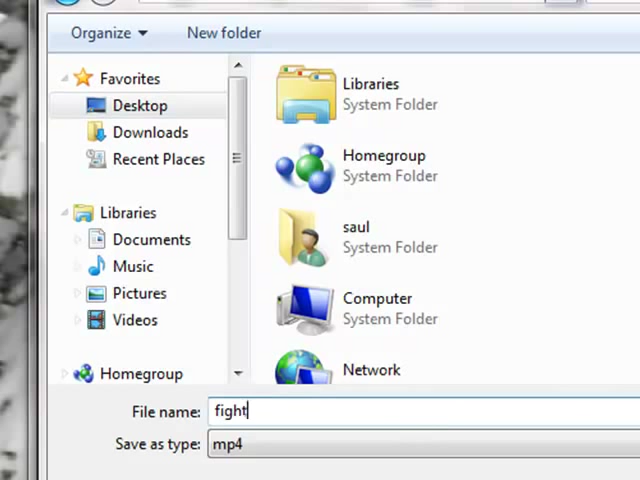 Organize New folder
Favorites
Desktop
Downloads
Recent Places
Libraries
Documents
Music
Pictures
Videos
Homegroup
Libraries
System Folder
Homegroup
System Folder
saul
System Folder
Computer
System Folder
Network
File name: fight
Save as type: mp4